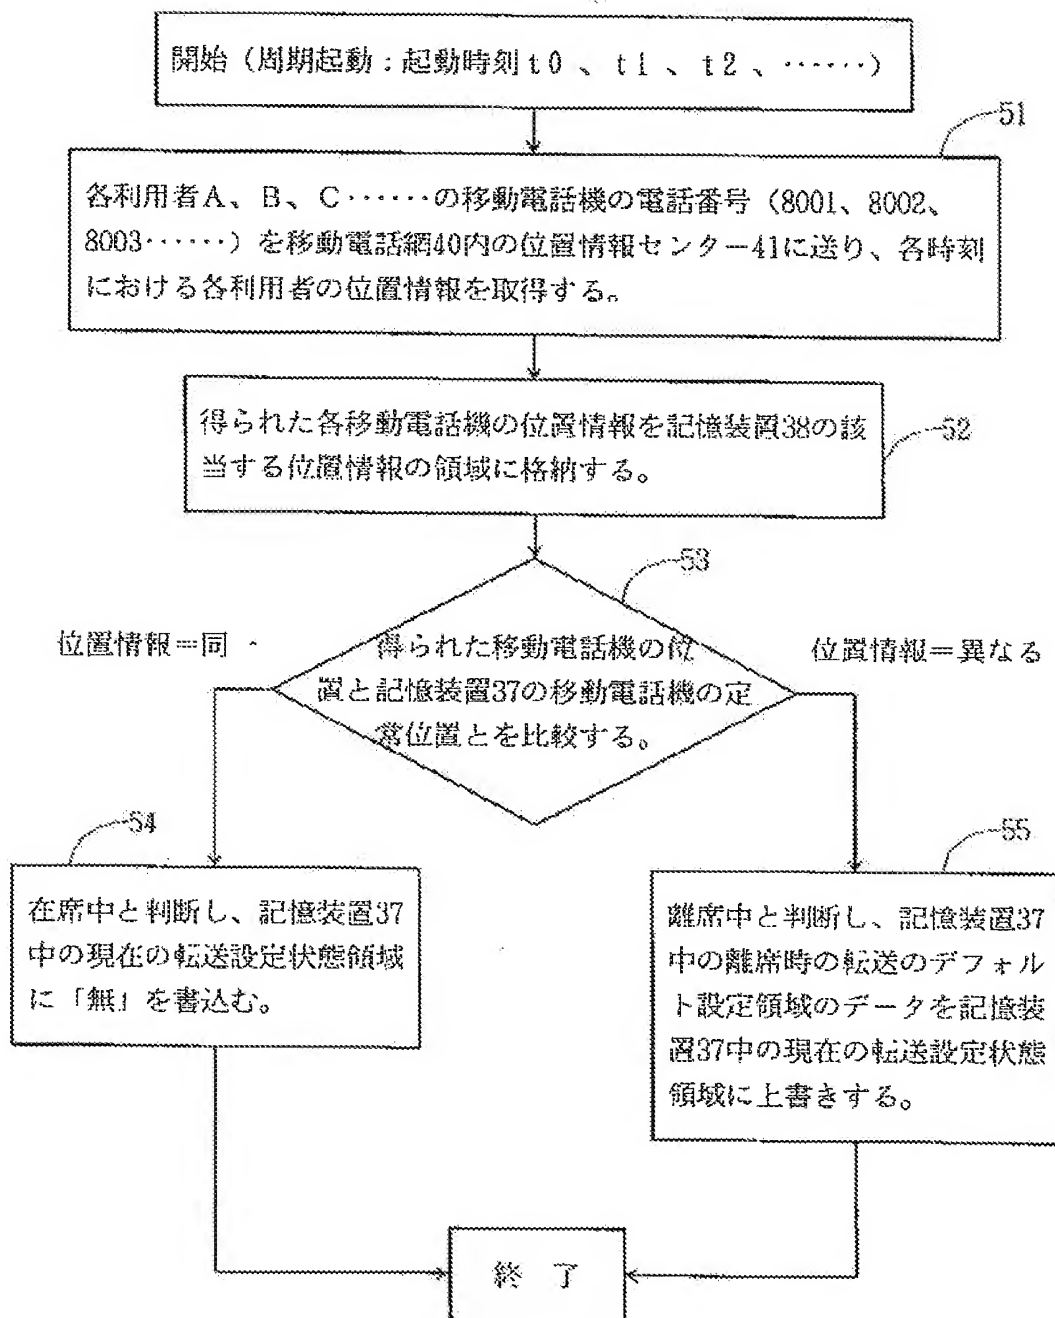 開始（周期起動：起動時刻t0、t1、t2、……）
51
各利用者A、B、C……の移動電話機の電話番号（8001、8002、
8003……）を移動電話網40内の位置情報センター41に送り、各時刻
における各利用者の位置情報を取得する。
得られた各移動電話機の位置情報を記憶装置38の該
当する位置情報の領域に格納する。
52
53
位置情報＝同
得られた移動電話機の位
置と記憶装置37の移動電話機の定
常位置とを比較する。
位置情報＝異なる
54
在席中と判断し、記憶装置37
中の現在の転送設定状態領域
に「無」を書込む。
55
離席中と判断し、記憶装置37
中の離席時の転送のデフォル
ト設定領域のデータを記憶装
置37中の現在の転送設定状態
領域に上書きする。
終 了